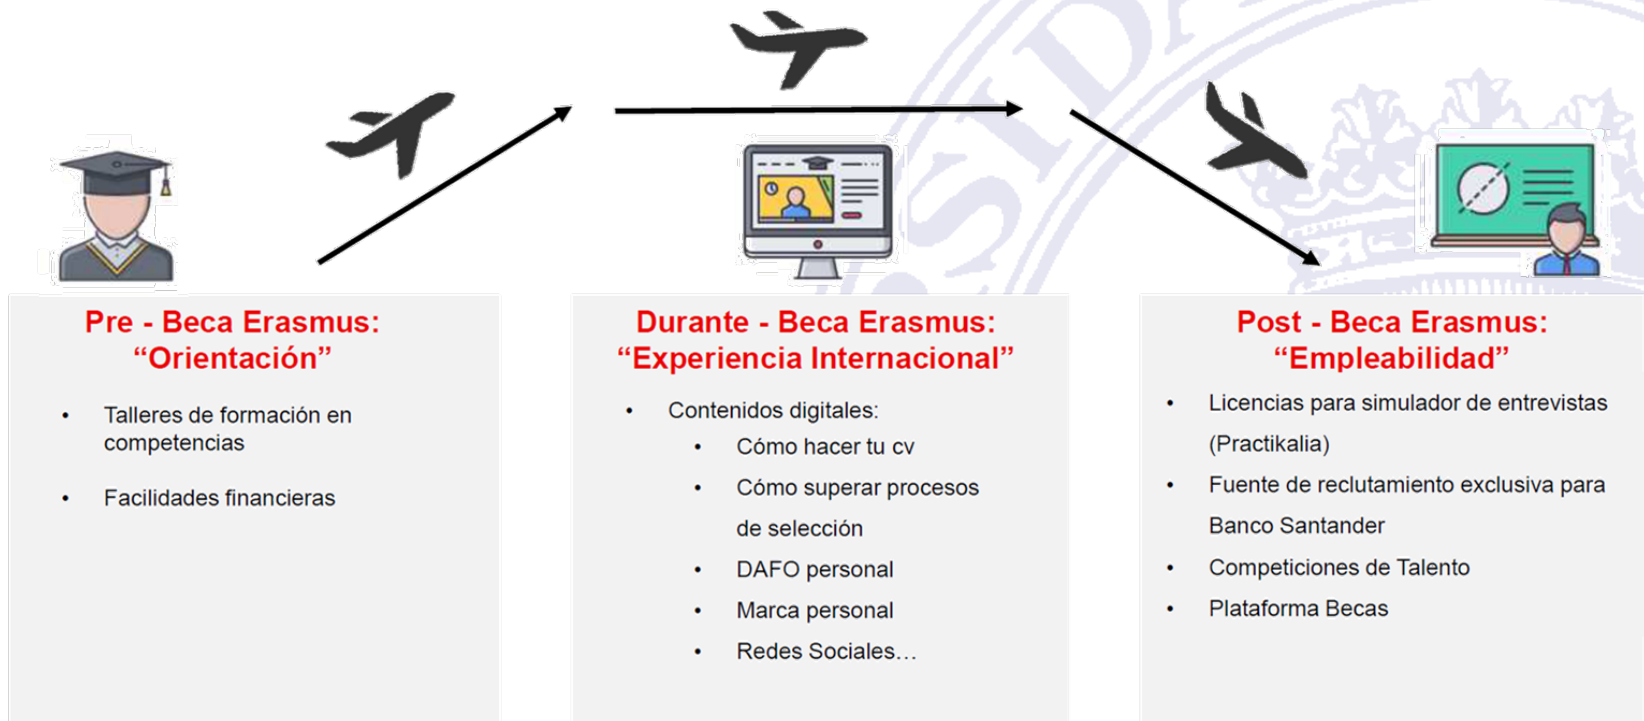 Pre - Beca Erasmus:
“Orientación”
• Talleres de formación en
competencias
• Facilidades financieras
Durante - Beca Erasmus:
“Experiencia Internacional”
• Contenidos digitales:
• Cómo hacer tu cv
• Cómo superar procesos
de selección
• DAFO personal
• Marca personal
• Redes Sociales…
Post - Beca Erasmus:
“Empleabilidad”
• Licencias para simulador de entrevistas
(Practikalia)
• Fuente de reclutamiento exclusiva para
Banco Santander
• Competiciones de Talento
• Plataforma Becas